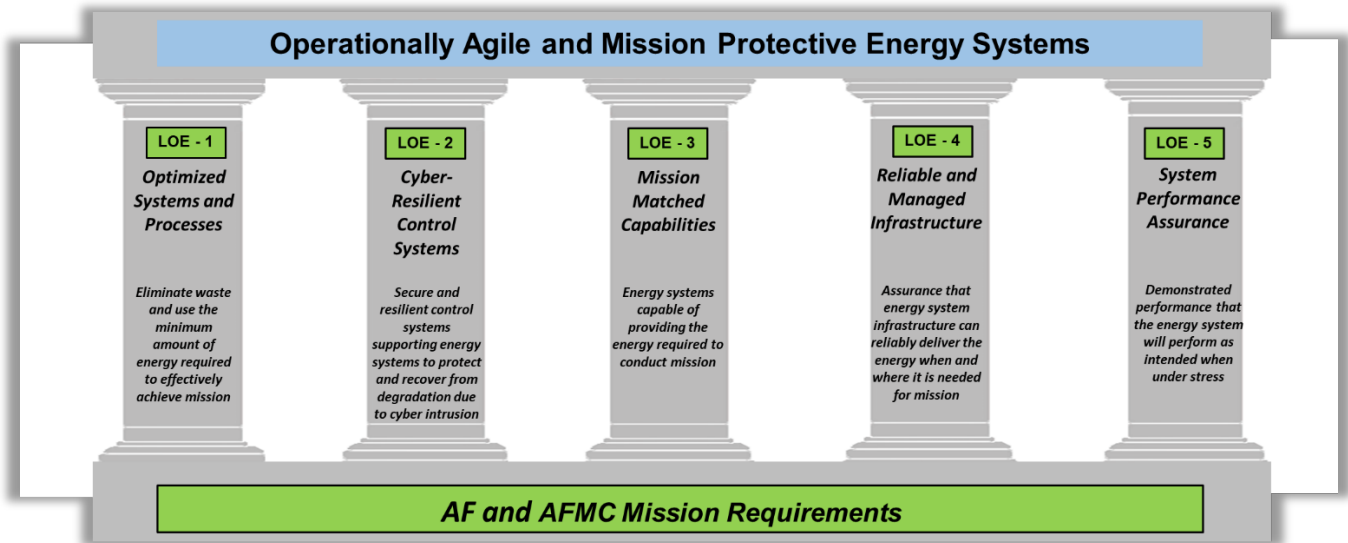 Operationally Agile and Mission Protective Energy Systems
LOE - 1
Optimized
Systems and
Processes
Eliminate waste
and use the
minimum
amount of
energy required
to effectively
achieve mission
LOE - 2
Cyber-
Resilient
Control
Systems
Secure and
resilient control
systems
supporting energy
systems to protect
and recover from
degradation due
to cyber intrusion
LOE - 3
Mission
Matched
Capabilities
Energy systems
capable of
providing the
energy required to
conduct mission
LOE - 4
Reliable and
Managed
Infrastructure
Assurance that
energy system
infrastructure can
reliably deliver the
energy when and
where it is needed
for mission
LOE - 5
System
Performance
Assurance
Demonstrated
performance that
the energy system
will perform as
intended when
under stress
AF and AFMC Mission Requirements